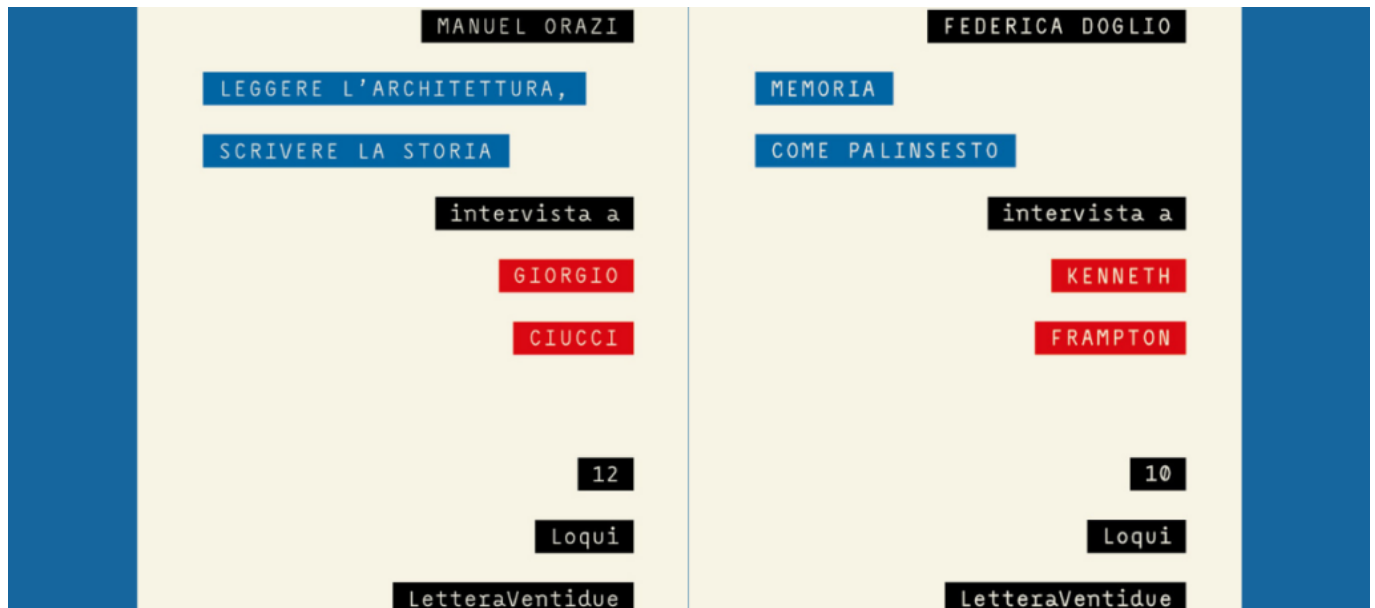 MANUEL ORAZI
LEGGERE L'ARCHITETTURA,
SCRIVERE LA STORIA
intervista a
GIORGIO
CIUCCI
12
Loqui
LetteraVentidue
FEDERICA DOGLIO
MEMORIA
COME PALINSESTO
intervista a
KENNETH
FRAMPTON
10
Loqui
LetteraVentidue